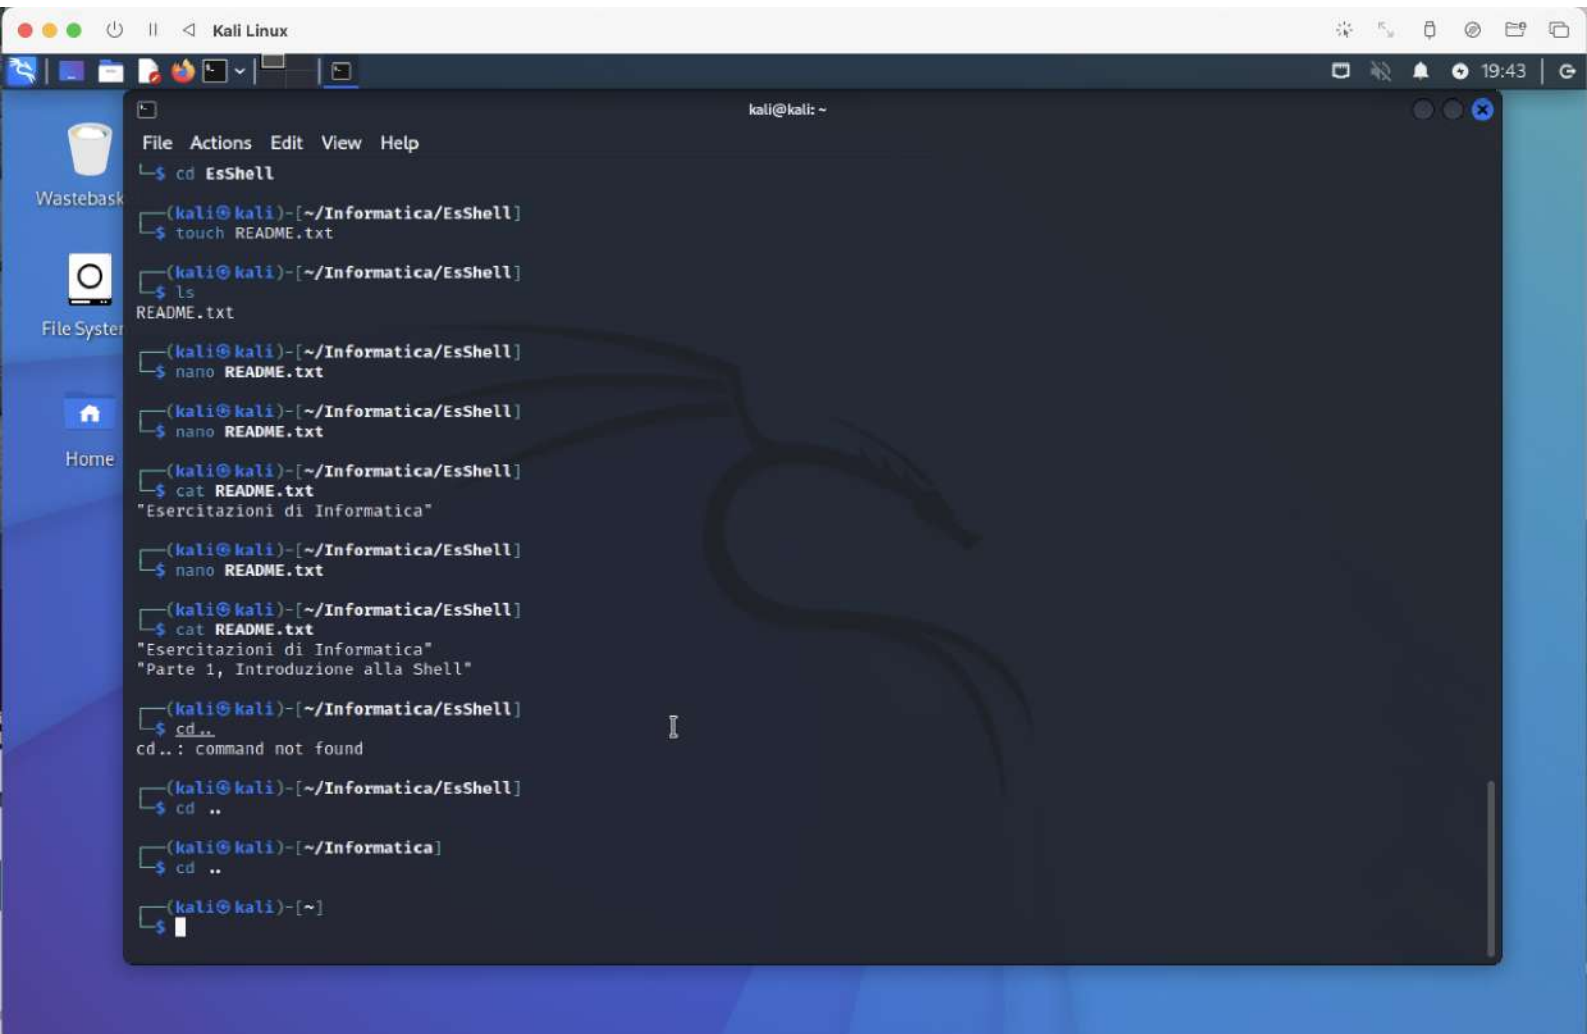 Kali Linux
19:43
kali@kali: ~
File Actions Edit View Help
└─$ cd EsShell
┌──(kali㉿kali)-[~/Informatica/EsShell]
└─$ touch README.txt
┌──(kali㉿kali)-[~/Informatica/EsShell]
└─$ ls
README.txt
┌──(kali㉿kali)-[~/Informatica/EsShell]
└─$ nano README.txt
┌──(kali㉿kali)-[~/Informatica/EsShell]
└─$ nano README.txt
┌──(kali㉿kali)-[~/Informatica/EsShell]
└─$ cat README.txt
"Esercitazioni di Informatica"
┌──(kali㉿kali)-[~/Informatica/EsShell]
└─$ nano README.txt
┌──(kali㉿kali)-[~/Informatica/EsShell]
└─$ cat README.txt
"Esercitazioni di Informatica"
"Parte 1, Introduzione alla Shell"
┌──(kali㉿kali)-[~/Informatica/EsShell]
└─$ cd..
cd..: command not found
┌──(kali㉿kali)-[~/Informatica/EsShell]
└─$ cd ..
┌──(kali㉿kali)-[~/Informatica]
└─$ cd ..
┌──(kali㉿kali)-[~]
└─$
Wastebask
File Syster
Home